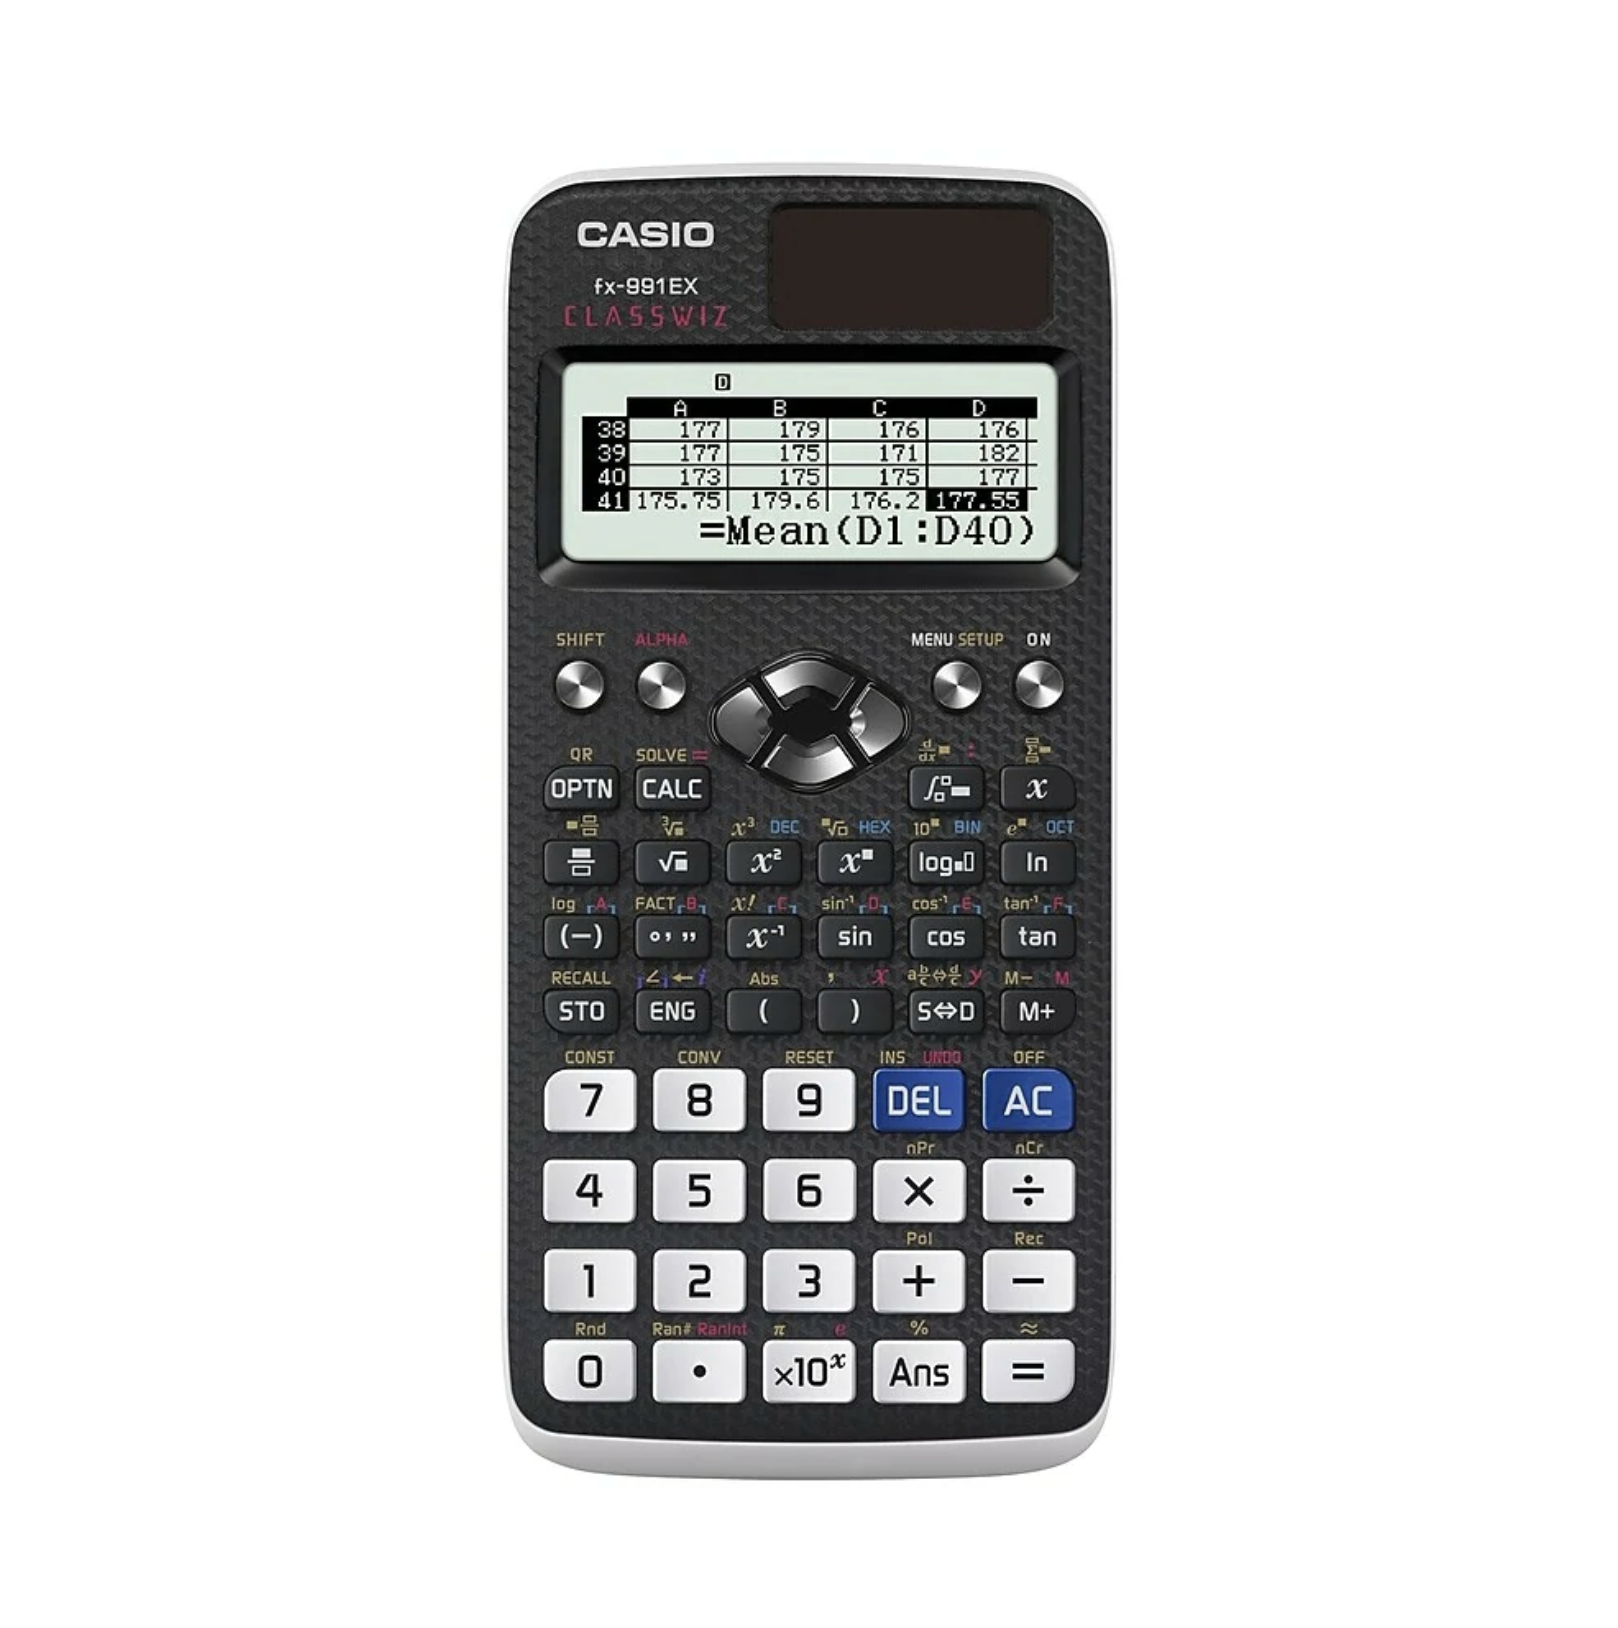 CASIO
fx-991EX
CLASSWIZ
D
A B C D
38 177 179 176 176
39 177 175 171 182
40 173 175 175 177
41 175.75 179.6 176.2 177.55
=Mean(D1:D40)
SHIFT ALPHA MENU SETUP ON
QR SOLVE = d/dx■ : Σ■
OPTN CALC ∫■ x
■ ³√■ x³ DEC ■√□ HEX 10■ BIN e■ OCT
√■ x² x■ log■□ ln
log A FACT B x! C sin⁻¹ D cos⁻¹ E tan⁻¹ F
(−) ° ’ ” x⁻¹ sin cos tan
RECALL ∠ ← i Abs , x a b/c⇔d/c y M− M
STO ENG ( ) S⇔D M+
CONST CONV RESET INS UNDO OFF
7 8 9 DEL AC
nPr nCr
4 5 6 × ÷
Pol Rec
1 2 3 + −
Rnd Ran# RanInt π e % ≈
0 • ×10ˣ Ans =